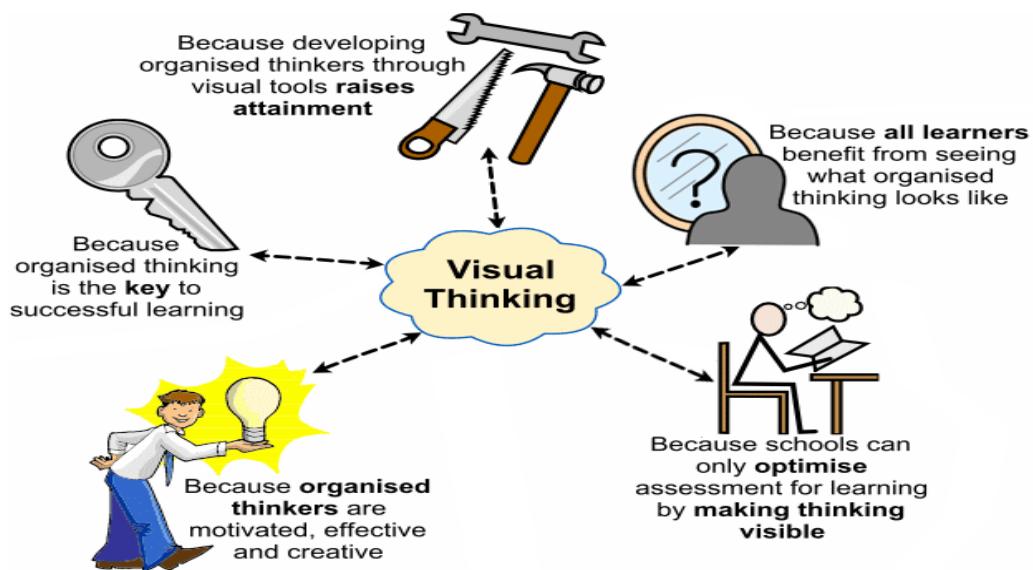 Because developing
organised thinkers through
visual tools raises
attainment
Because all learners
benefit from seeing
what organised
thinking looks like
?
Because
organised thinking
is the key to
successful learning
Visual
Thinking
Because organised
thinkers are
motivated, effective
and creative
Because schools can
only optimise
assessment for learning
by making thinking
visible